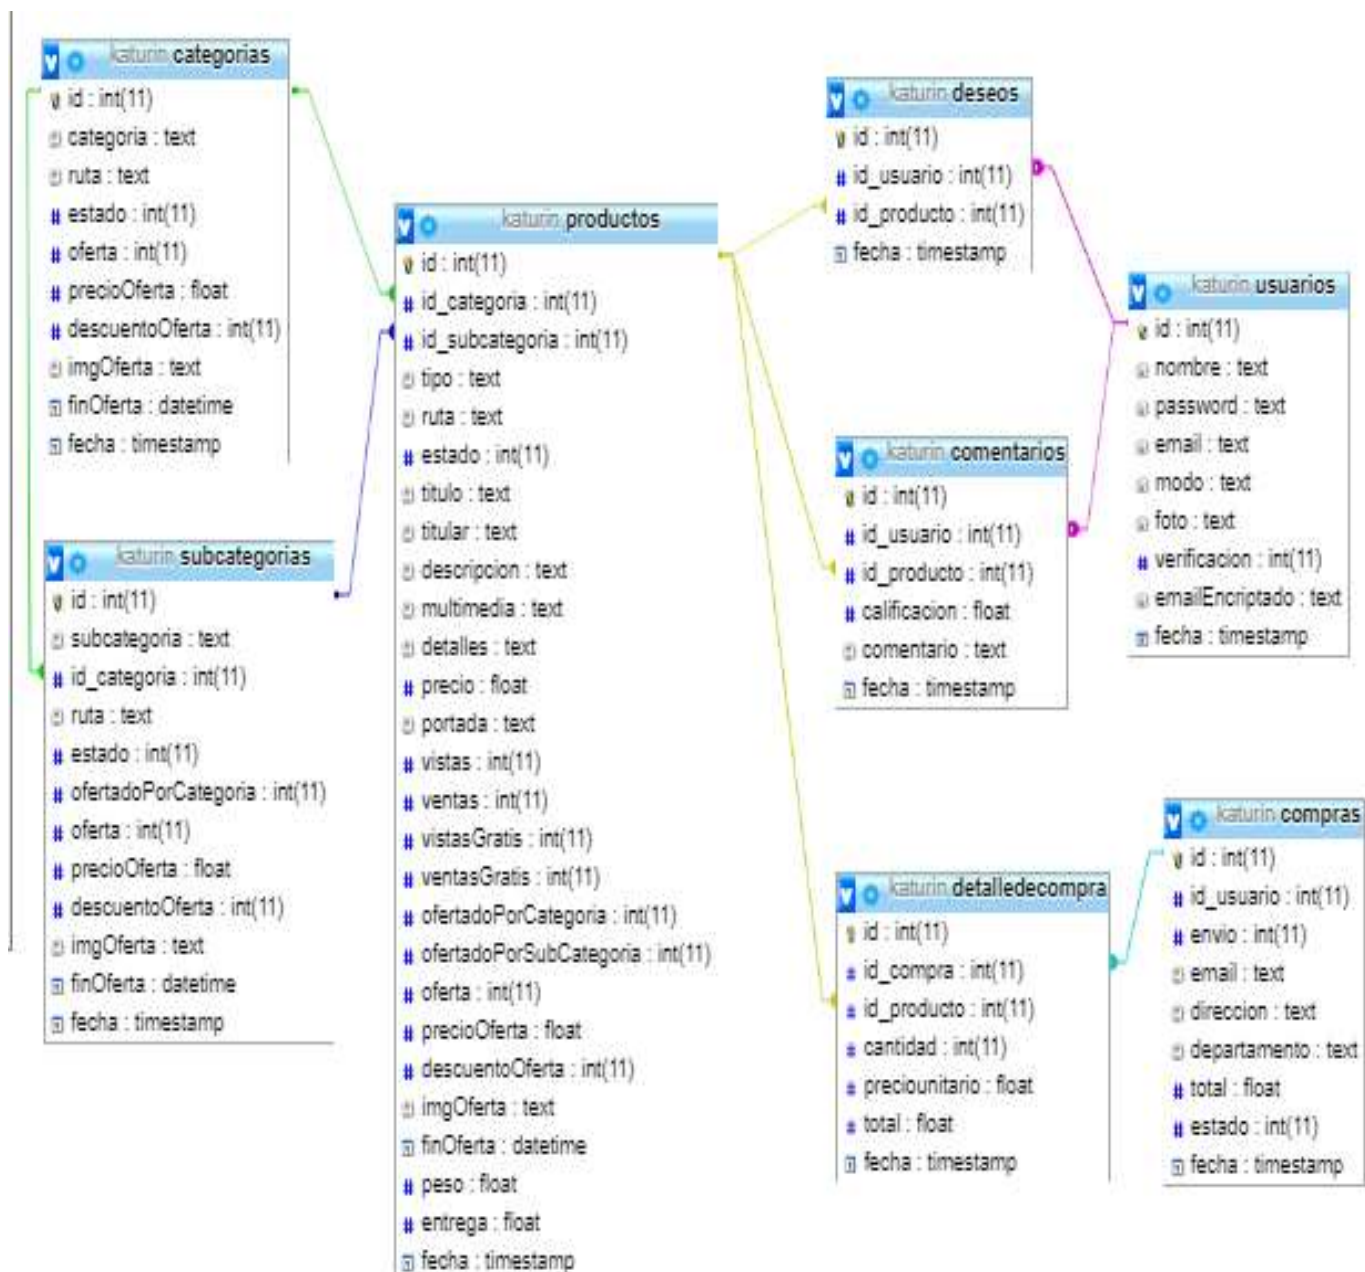 katurin categorias
id : int(11)
categoria : text
ruta : text
estado : int(11)
oferta : int(11)
precioOferta : float
descuentoOferta : int(11)
imgOferta : text
finOferta : datetime
fecha : timestamp
katurin subcategorias
id : int(11)
subcategoria : text
id_categoria : int(11)
ruta : text
estado : int(11)
ofertadoPorCategoria : int(11)
oferta : int(11)
precioOferta : float
descuentoOferta : int(11)
imgOferta : text
finOferta : datetime
fecha : timestamp
katurin productos
id : int(11)
id_categoria : int(11)
id_subcategoria : int(11)
tipo : text
ruta : text
estado : int(11)
titulo : text
titular : text
descripcion : text
multimedia : text
detalles : text
precio : float
portada : text
vistas : int(11)
ventas : int(11)
vistasGratis : int(11)
ventasGratis : int(11)
ofertadoPorCategoria : int(11)
ofertadoPorSubCategoria : int(11)
oferta : int(11)
precioOferta : float
descuentoOferta : int(11)
imgOferta : text
finOferta : datetime
peso : float
entrega : float
fecha : timestamp
katurin deseos
id : int(11)
id_usuario : int(11)
id_producto : int(11)
fecha : timestamp
katurin comentarios
id : int(11)
id_usuario : int(11)
id_producto : int(11)
calificacion : float
comentario : text
fecha : timestamp
katurin usuarios
id : int(11)
nombre : text
password : text
email : text
modo : text
foto : text
verificacion : int(11)
emailEncriptado : text
fecha : timestamp
katurin detalledecompra
id : int(11)
id_compra : int(11)
id_producto : int(11)
cantidad : int(11)
preciounitario : float
total : float
fecha : timestamp
katurin compras
id : int(11)
id_usuario : int(11)
envio : int(11)
email : text
direccion : text
departamento : text
total : float
estado : int(11)
fecha : timestamp